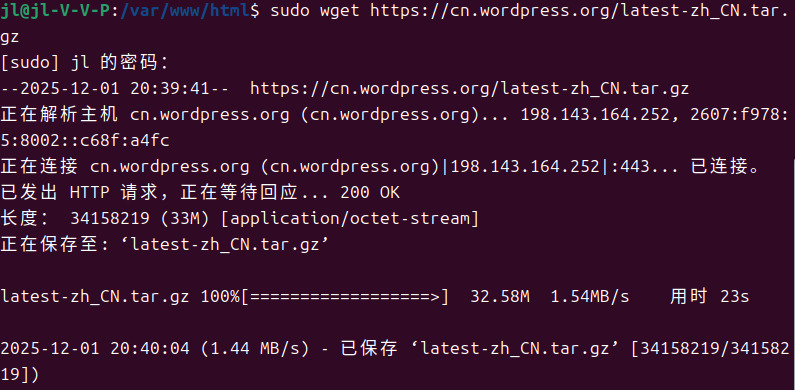 jl@jl-V-V-P:/var/www/html$ sudo wget https://cn.wordpress.org/latest-zh_CN.tar.
gz
[sudo] jl 的密码：
--2025-12-01 20:39:41--  https://cn.wordpress.org/latest-zh_CN.tar.gz
正在解析主机 cn.wordpress.org (cn.wordpress.org)... 198.143.164.252, 2607:f978:
5:8002::c68f:a4fc
正在连接 cn.wordpress.org (cn.wordpress.org)|198.143.164.252|:443... 已连接。
已发出 HTTP 请求，正在等待回应... 200 OK
长度： 34158219 (33M) [application/octet-stream]
正在保存至: ‘latest-zh_CN.tar.gz’
latest-zh_CN.tar.gz 100%[==================>]  32.58M  1.54MB/s    用时 23s
2025-12-01 20:40:04 (1.44 MB/s) - 已保存 ‘latest-zh_CN.tar.gz’ [34158219/341582
19])